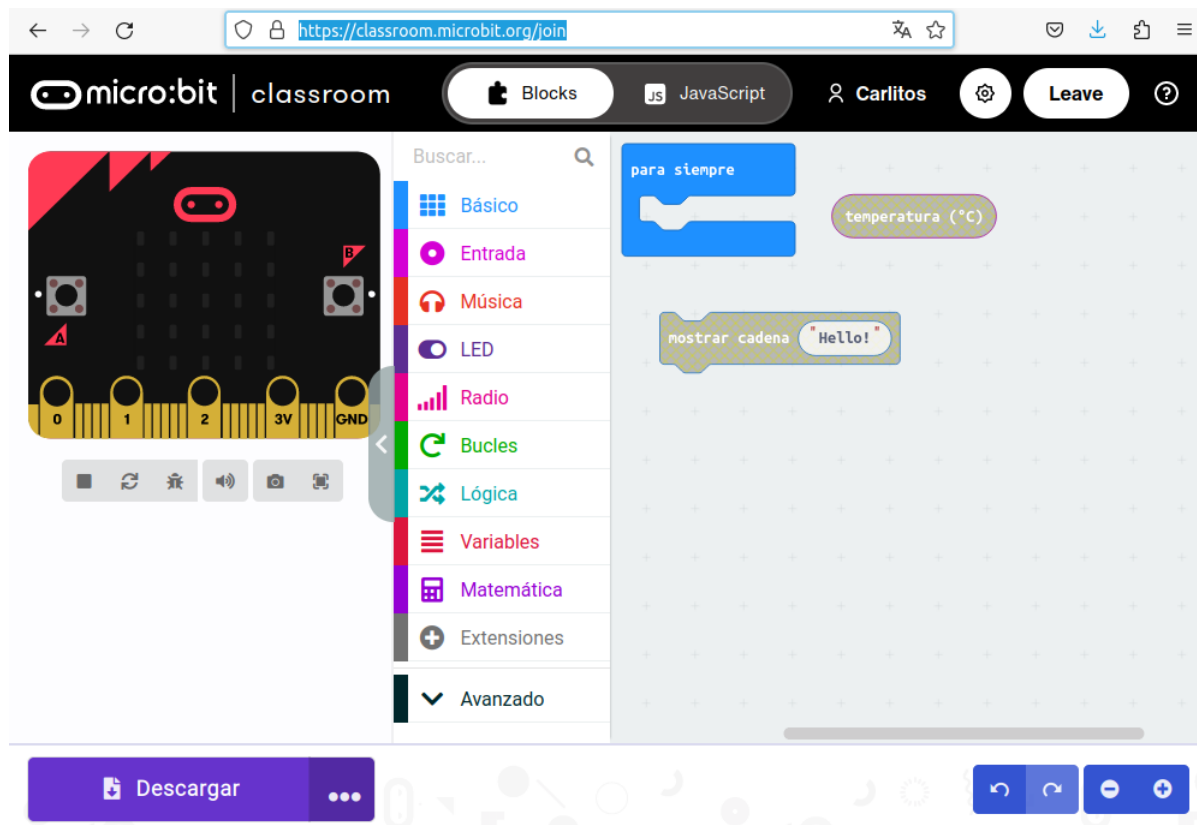 https://classroom.microbit.org/join
micro:bit | classroom
Blocks
JS JavaScript
Carlitos
Leave
?
A
B
0 1 2 3V GND
Buscar...
Básico
Entrada
Música
LED
Radio
Bucles
Lógica
Variables
Matemática
Extensiones
Avanzado
para siempre
temperatura (°C)
mostrar cadena "Hello!"
Descargar